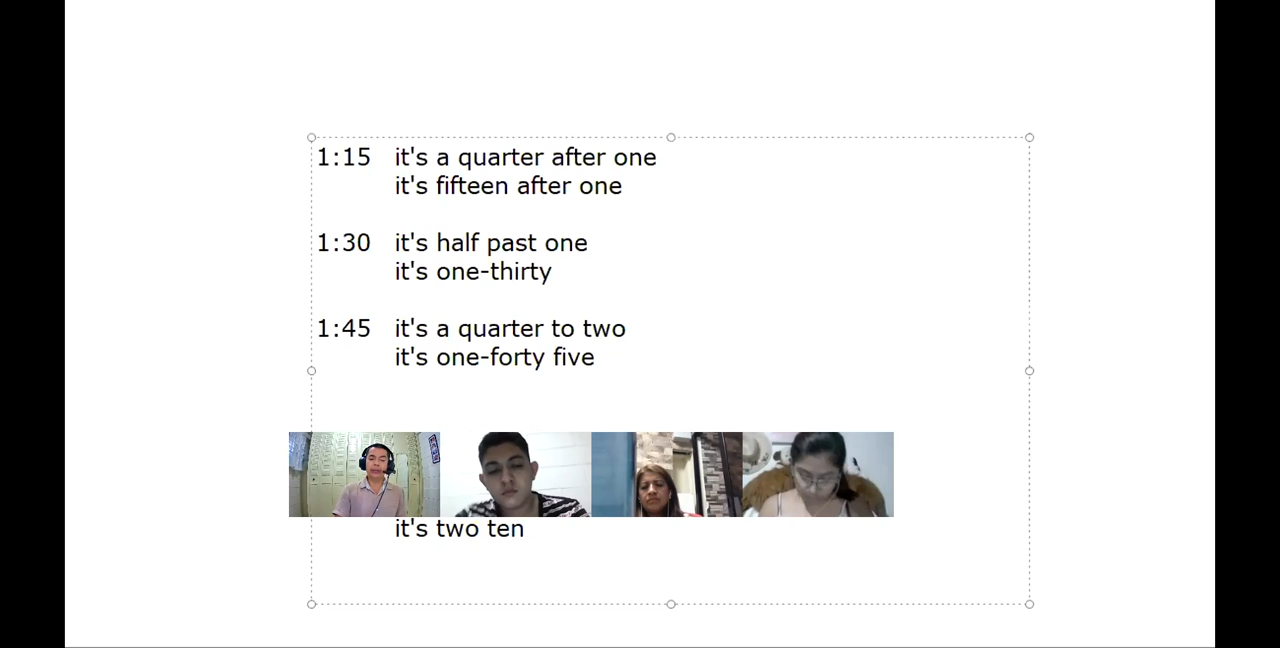 1:15 it's a quarter after one
it's fifteen after one
1:30 it's half past one
it's one-thirty
1:45 it's a quarter to two
it's one-forty five
it's two ten